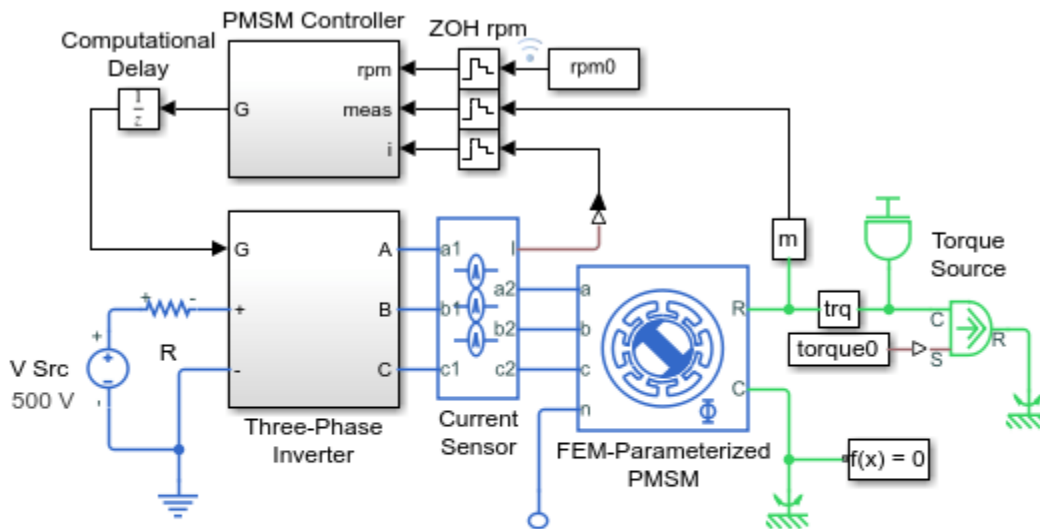 PMSM Controller
ZOH rpm
Computational
Delay
rpm
rpm0
1
z
G
meas
i
G
A
a1
I
m
Torque
Source
a2
a
+
-
+
B
b1
b2
b
R
trq
C
R
torque0
S
+
R
-
C
c1
c2
c
V Src
500 V
-
n
C
Three-Phase
Inverter
Current
Sensor
Φ
FEM-Parameterized
PMSM
f(x) = 0